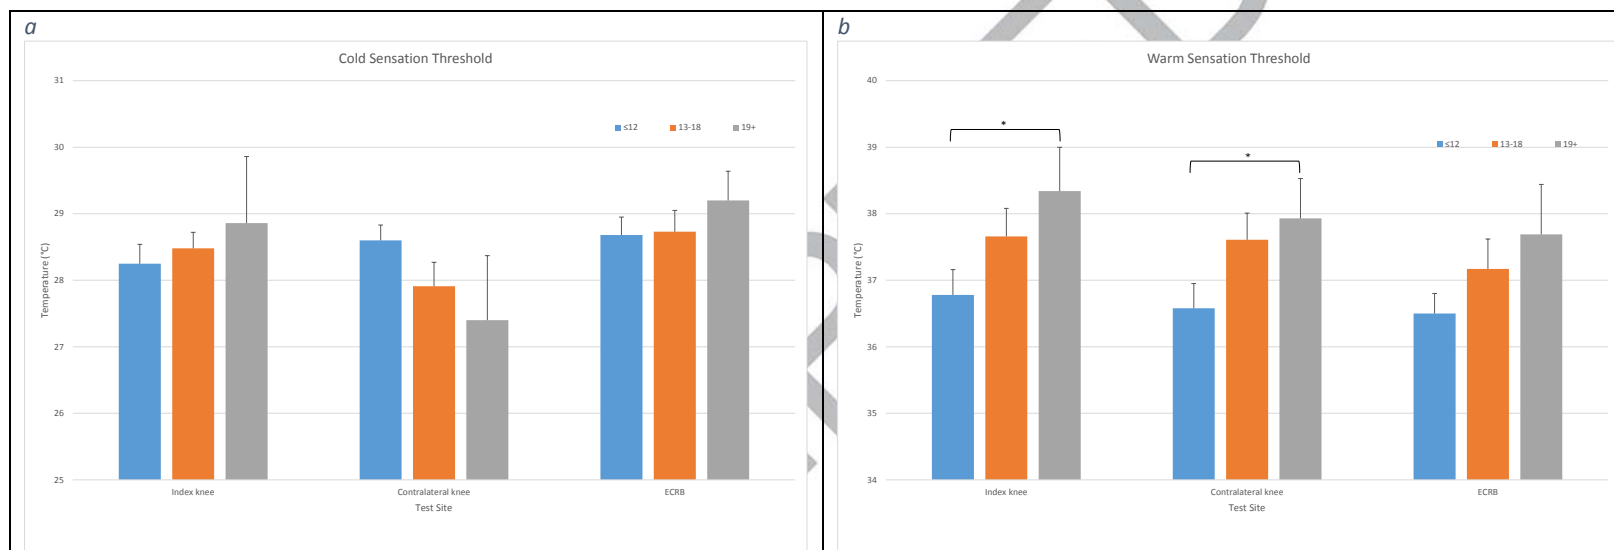 a
Cold Sensation Threshold
31
30
29
28
27
26
25
Temperature (°C)
≤12 13-18 19+
Index knee Contralateral knee ECRB
Test Site
b
Warm Sensation Threshold
40
39
38
37
36
35
34
Temperature (°C)
≤12 13-18 19+
*
*
Index knee Contralateral knee ECRB
Test Site